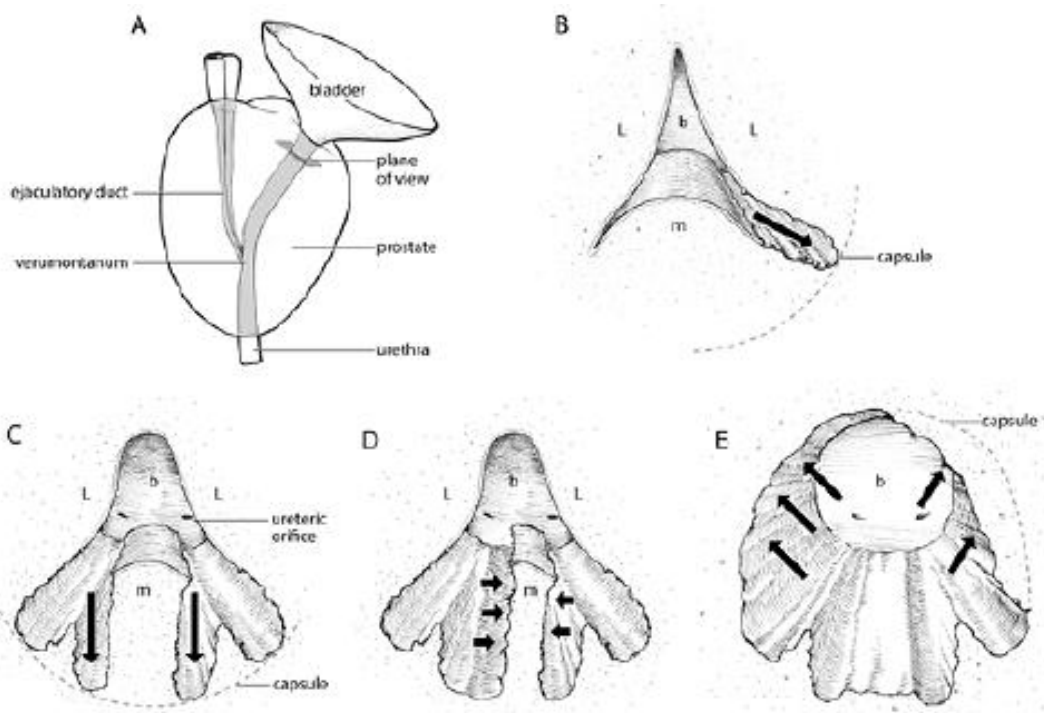 A
bladder
plane
of view
ejaculatory duct
prostate
verumontanum
urethra
B
L
b
L
m
capsule
C
L
b
L
ureteric
orifice
m
capsule
D
L
b
L
m
E
capsule
b